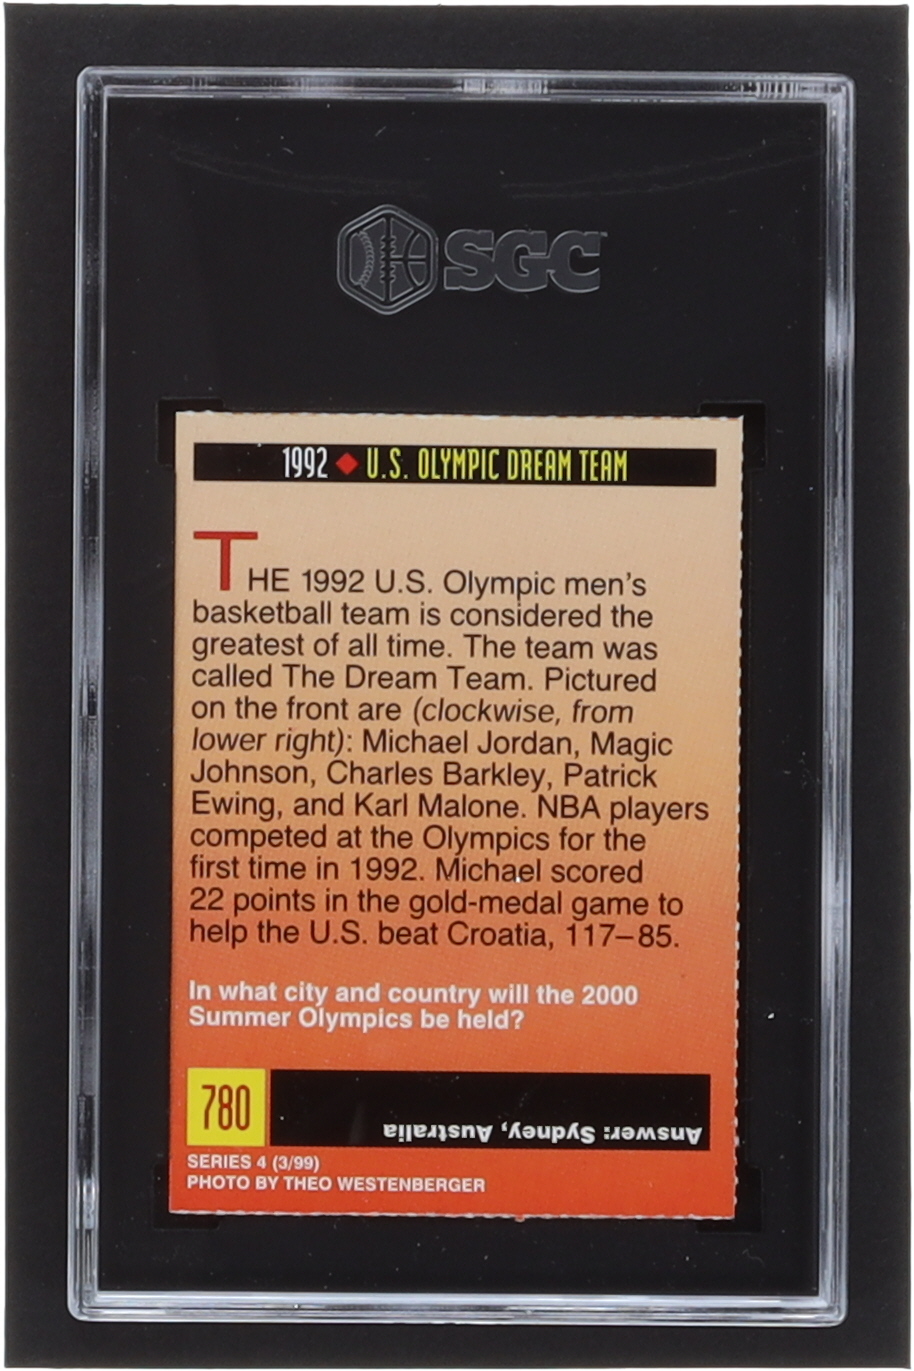 SGC
1992 ♦ U.S. OLYMPIC DREAM TEAM
THE 1992 U.S. Olympic men's
basketball team is considered the
greatest of all time. The team was
called The Dream Team. Pictured
on the front are (clockwise, from
lower right): Michael Jordan, Magic
Johnson, Charles Barkley, Patrick
Ewing, and Karl Malone. NBA players
competed at the Olympics for the
first time in 1992. Michael scored
22 points in the gold-medal game to
help the U.S. beat Croatia, 117–85.
In what city and country will the 2000
Summer Olympics be held?
780
Answer: Sydney, Australia
SERIES 4 (3/99)
PHOTO BY THEO WESTENBERGER